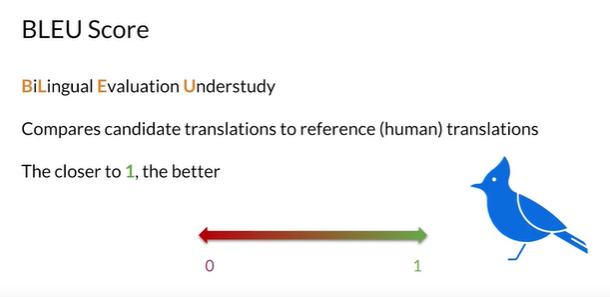 BLEU Score
BiLingual Evaluation Understudy
Compares candidate translations to reference (human) translations
The closer to 1, the better
0 1